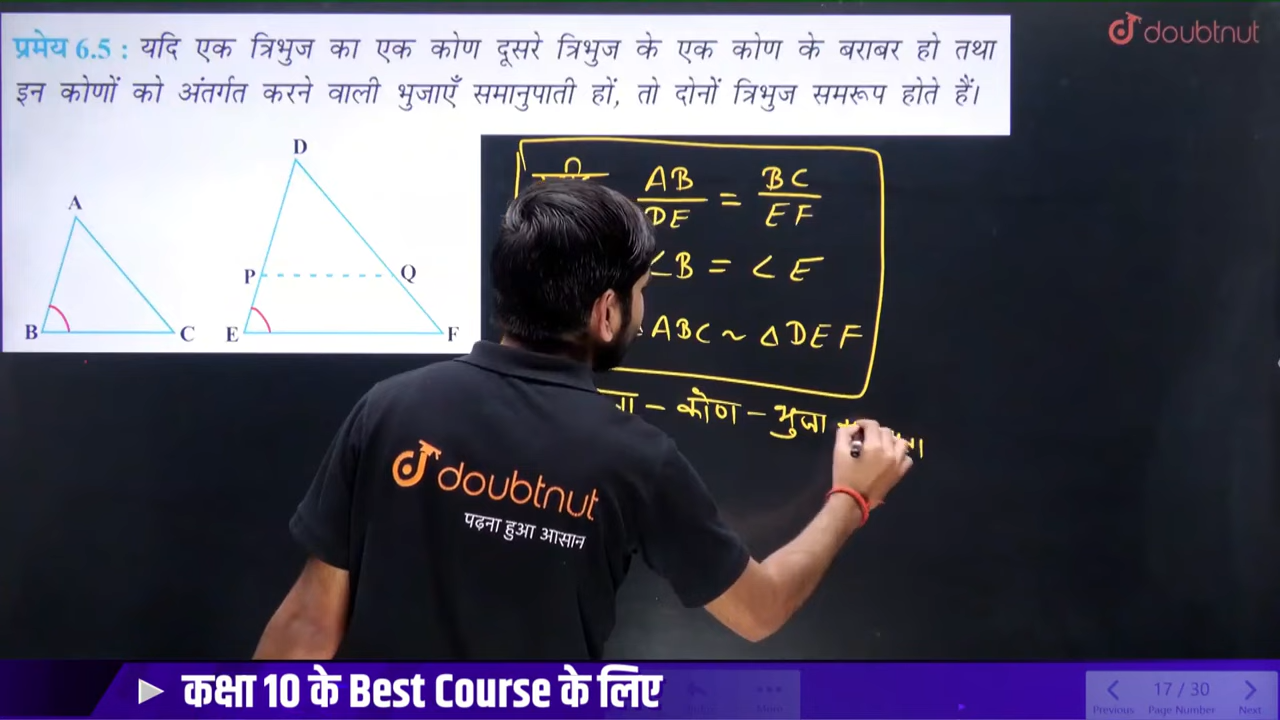 प्रमेय 6.5 : यदि एक त्रिभुज का एक कोण दूसरे त्रिभुज के एक कोण के बराबर हो तथा
इन कोणों को अंतर्गत करने वाली भुजाएँ समानुपाती हों, तो दोनों त्रिभुज समरूप होते हैं।
doubtnut
D
A
P Q
B C E F
AB BC
DE = EF
∠B = ∠E
ABC ~ △DEF
– कोण – भुजा
doubtnut
पढ़ना हुआ आसान
कक्षा 10 के Best Course के लिए
17 / 30
Previous Page Number Next